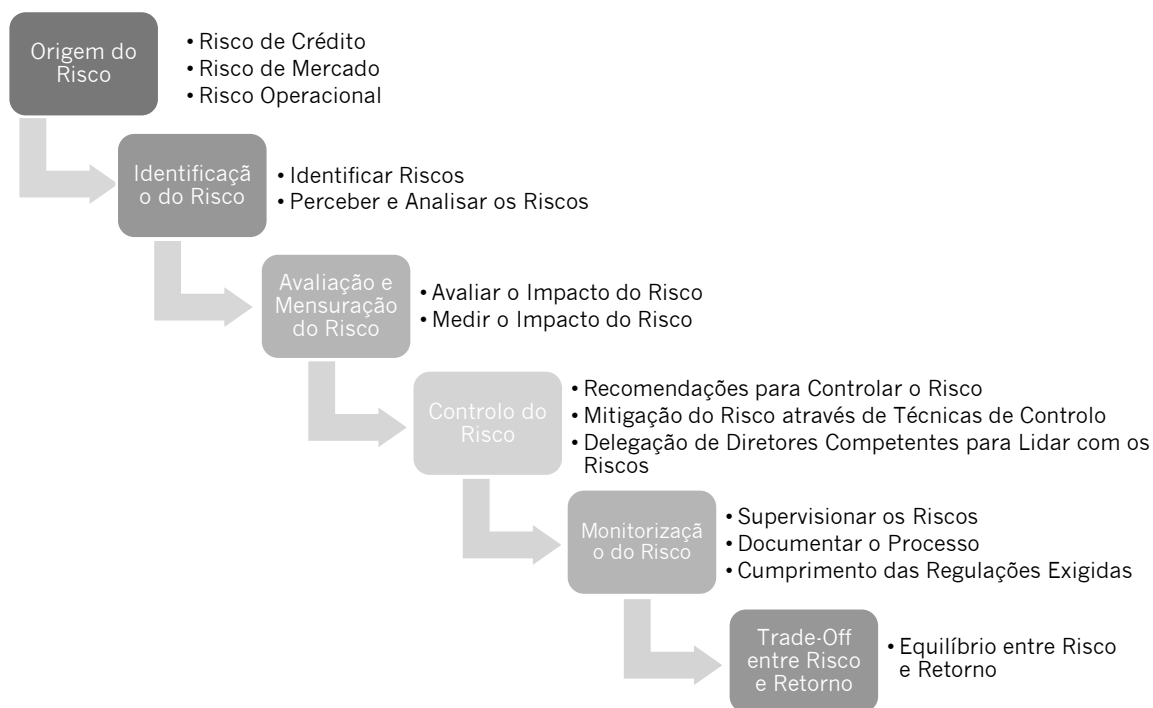 Origem do
Risco
• Risco de Crédito
• Risco de Mercado
• Risco Operacional
Identificaçã
o do Risco
• Identificar Riscos
• Perceber e Analisar os Riscos
Avaliação e
Mensuração
do Risco
• Avaliar o Impacto do Risco
• Medir o Impacto do Risco
Controlo do
Risco
• Recomendações para Controlar o Risco
• Mitigação do Risco através de Técnicas de Controlo
• Delegação de Diretores Competentes para Lidar com os
Riscos
Monitorizaçã
o do Risco
• Supervisionar os Riscos
• Documentar o Processo
• Cumprimento das Regulações Exigidas
Trade-Off
entre Risco
e Retorno
• Equilíbrio entre Risco
e Retorno